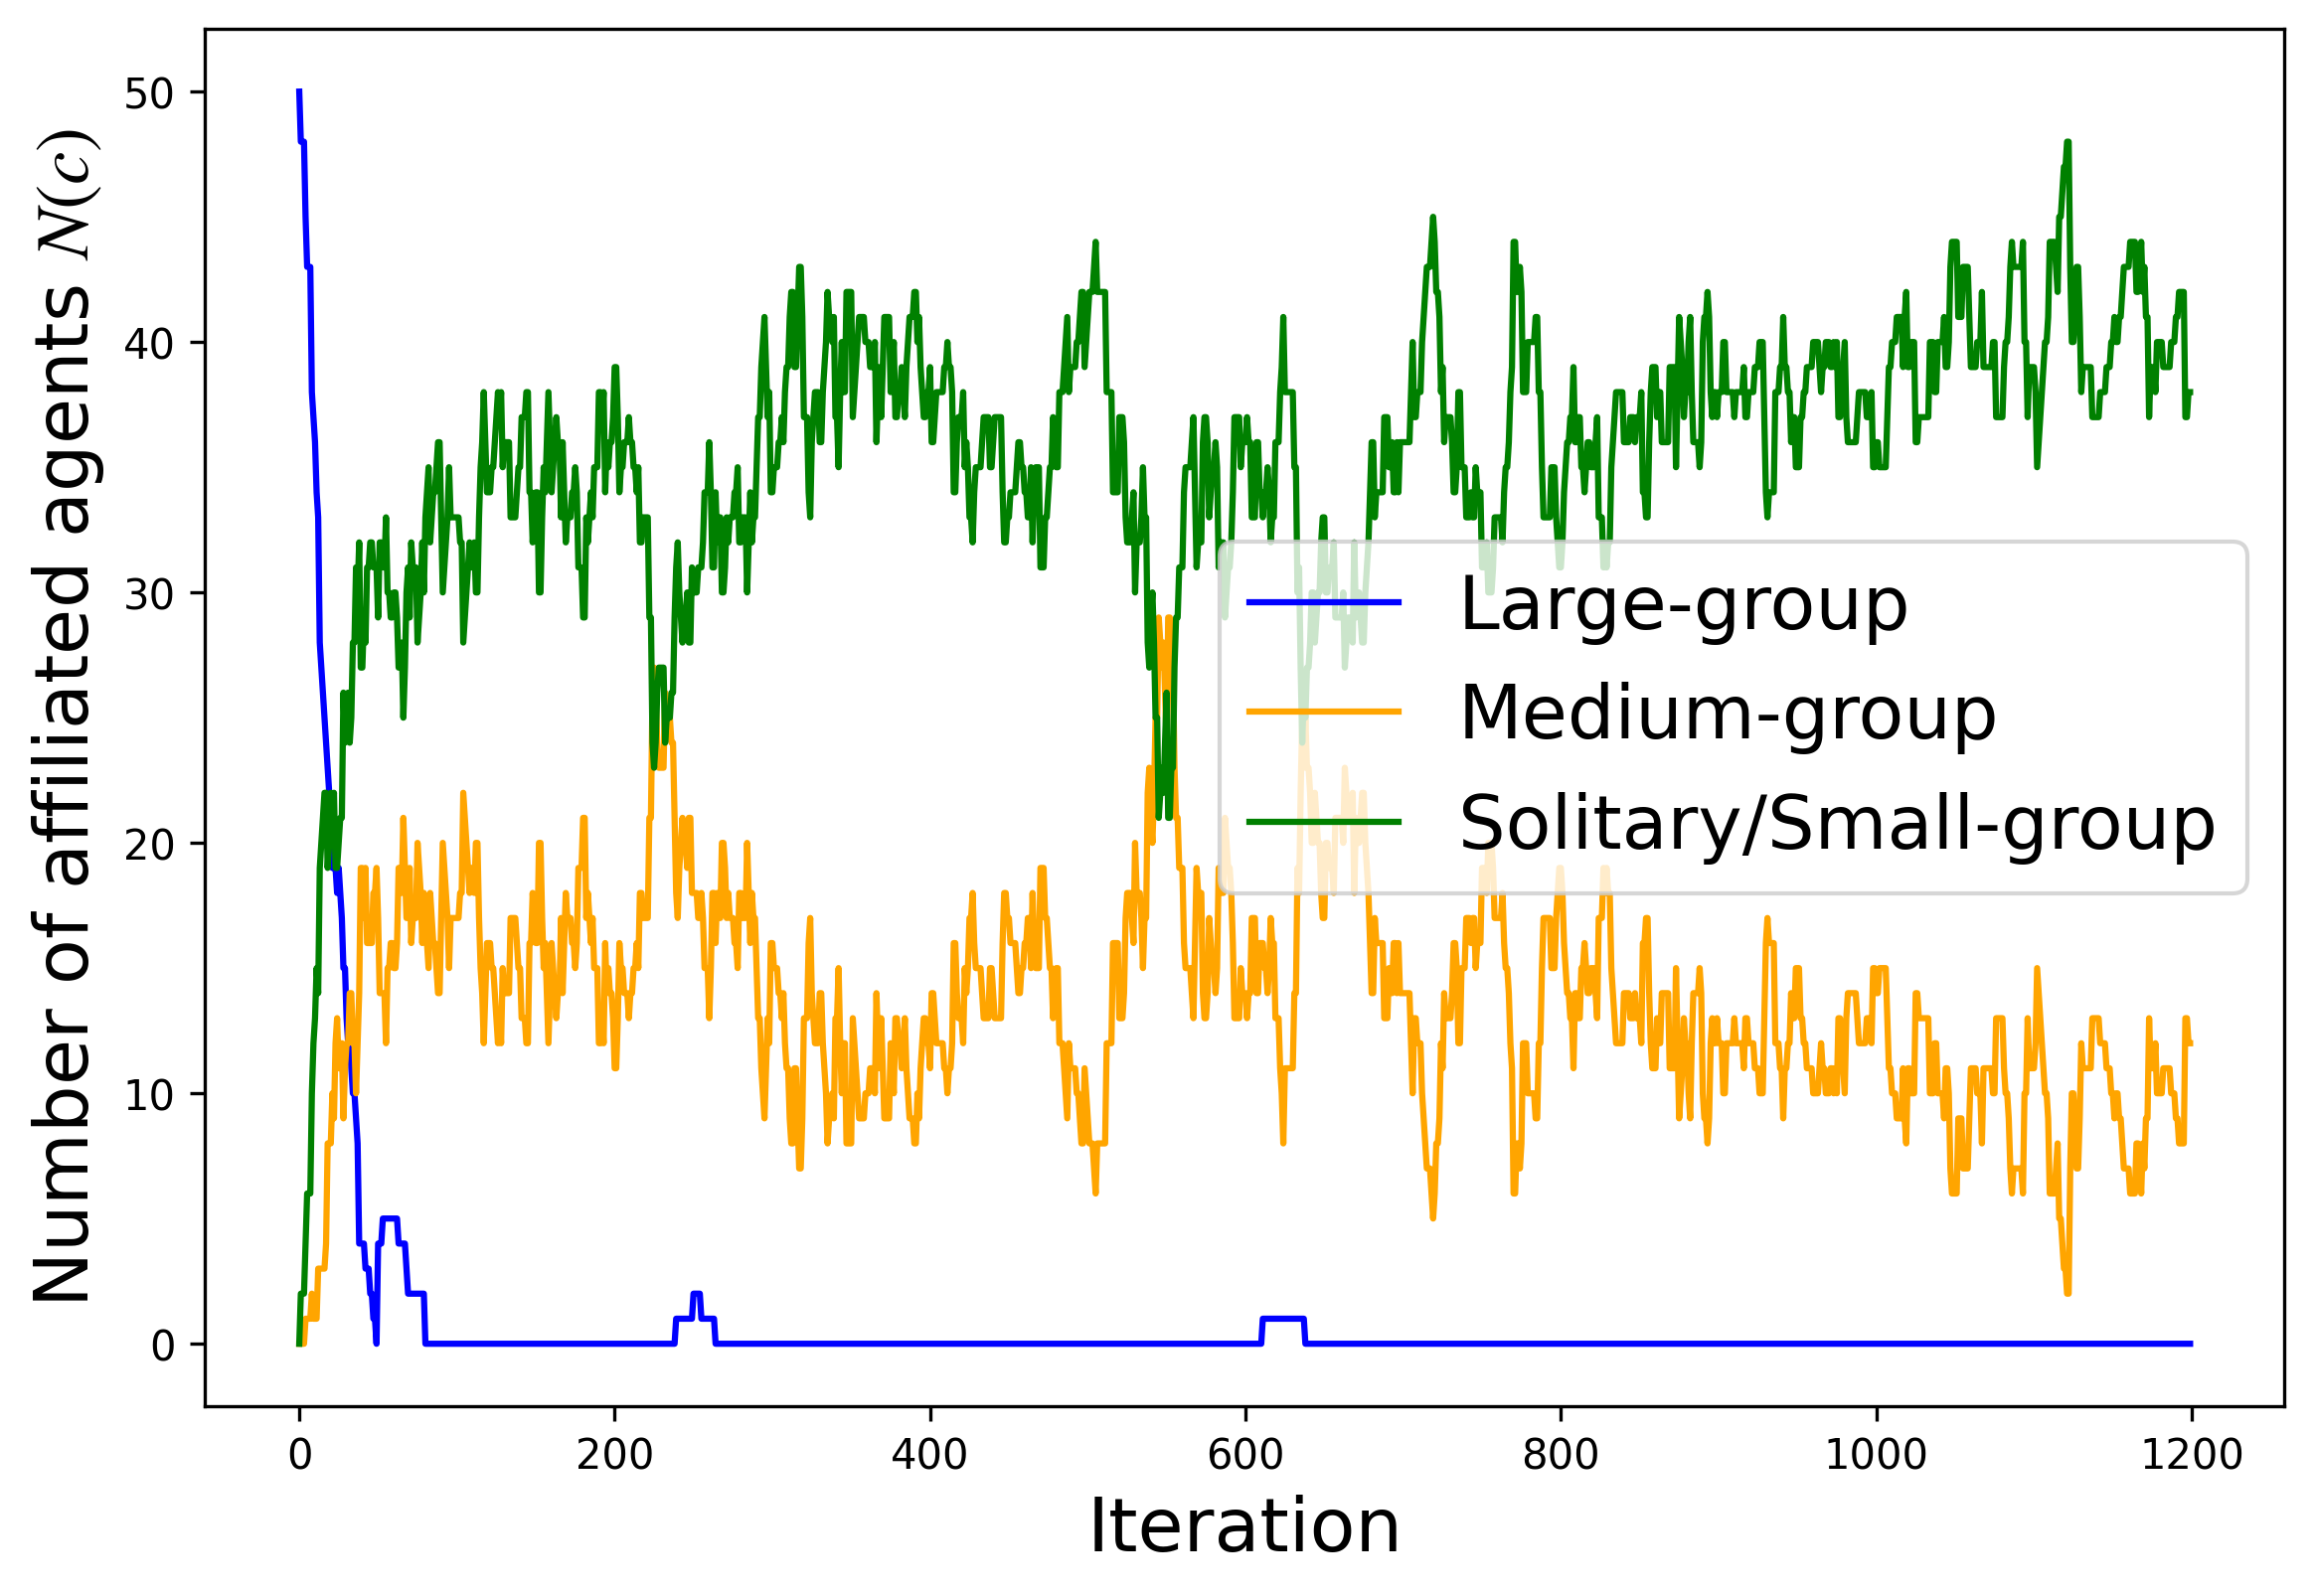 Number of affiliated agents N(c)
50
40
30
20
10
0
Large-group
Medium-group
Solitary/Small-group
0 200 400 600 800 1000 1200
Iteration